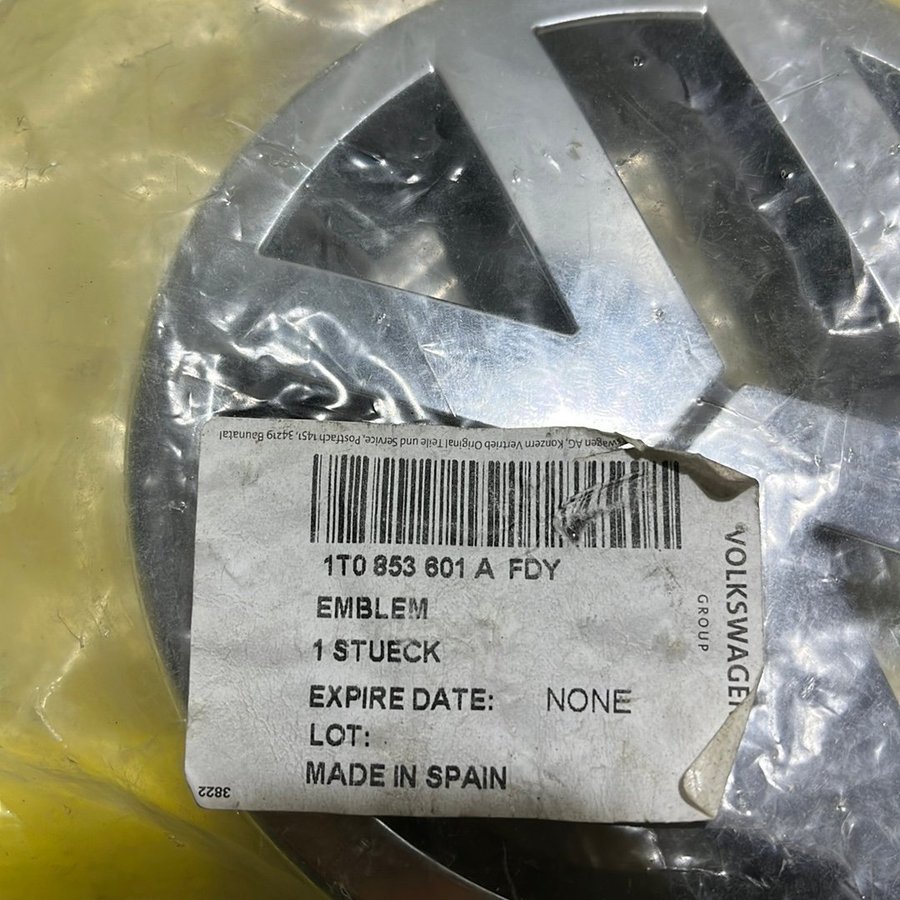 wagen AG, Konzern Vertrieb Original Teile und Service, Postfach 1451, 34219 Baunatal
1T0 853 601 A FDY
EMBLEM
1 STUECK
EXPIRE DATE: NONE
LOT:
MADE IN SPAIN
VOLKSWAGEN
GROUP
3822